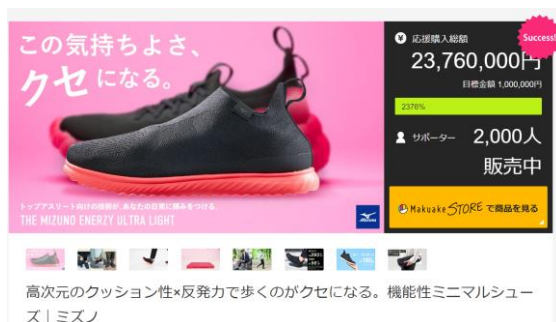 この気持ちよさ、
クセになる。
トップアスリート向けの技術が、あなたの日常に弾みをつける。
THE MIZUNO ENERZY ULTRA LIGHT
MIZUNO
Success!
応援購入総額
23,760,000円
目標金額 1,000,000円
2376%
サポーター 2,000人
販売中
Makuake STORE で商品を見る
高次元のクッション性×反発力で歩くのがクセになる。機能性ミニマルシュー
ズ｜ミズノ